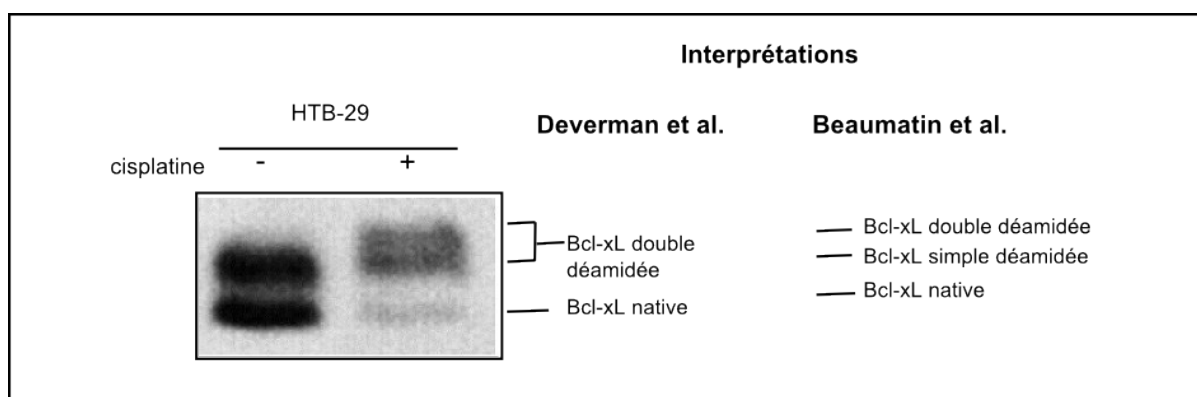 Interprétations
HTB-29
Deverman et al.
Beaumatin et al.
cisplatine - +
Bcl-xL double
déamidée
Bcl-xL native
Bcl-xL double déamidée
Bcl-xL simple déamidée
Bcl-xL native